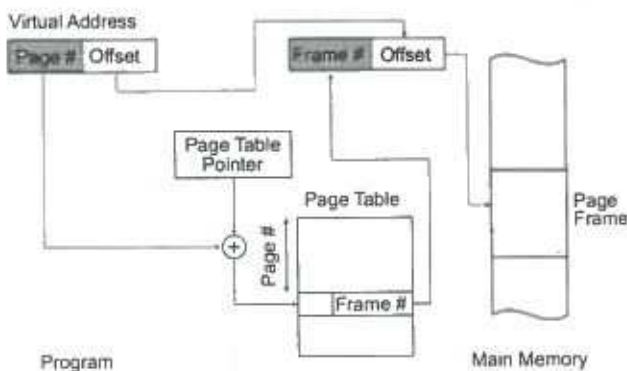 Virtual Address
Page # Offset
Frame # Offset
Page Table
Pointer
Page Table
Page #
Frame #
Page
Frame
Program
Main Memory